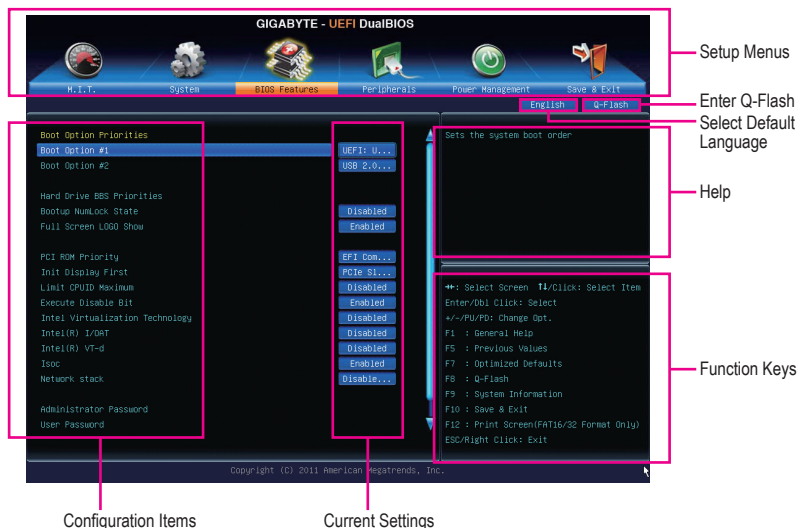 GIGABYTE - UEFI DualBIOS
M.I.T. System BIOS Features Peripherals Power Management Save & Exit
Setup Menus
English Q-Flash
Enter Q-Flash
Select Default
Language
Boot Option Priorities
Boot Option #1 UEFI: U...
Boot Option #2 USB 2.0...
Hard Drive BBS Priorities
Bootup NumLock State Disabled
Full Screen LOGO Show Enabled
PCI ROM Priority EFI Com...
Init Display First PCIe Sl...
Limit CPUID Maximum Disabled
Execute Disable Bit Enabled
Intel Virtualization Technology Disabled
Intel(R) I/OAT Disabled
Intel(R) VT-d Disabled
Isoc Enabled
Network stack Disable...
Administrator Password
User Password
Sets the system boot order
Help
↔: Select Screen ↑↓/Click: Select Item
Enter/Dbl Click: Select
+/-/PU/PD: Change Opt.
F1 : General Help
F5 : Previous Values
F7 : Optimized Defaults
F8 : Q-Flash
F9 : System Information
F10 : Save & Exit
F12 : Print Screen(FAT16/32 Format Only)
ESC/Right Click: Exit
Function Keys
Copyright (C) 2011 American Megatrends, Inc.
Configuration Items
Current Settings